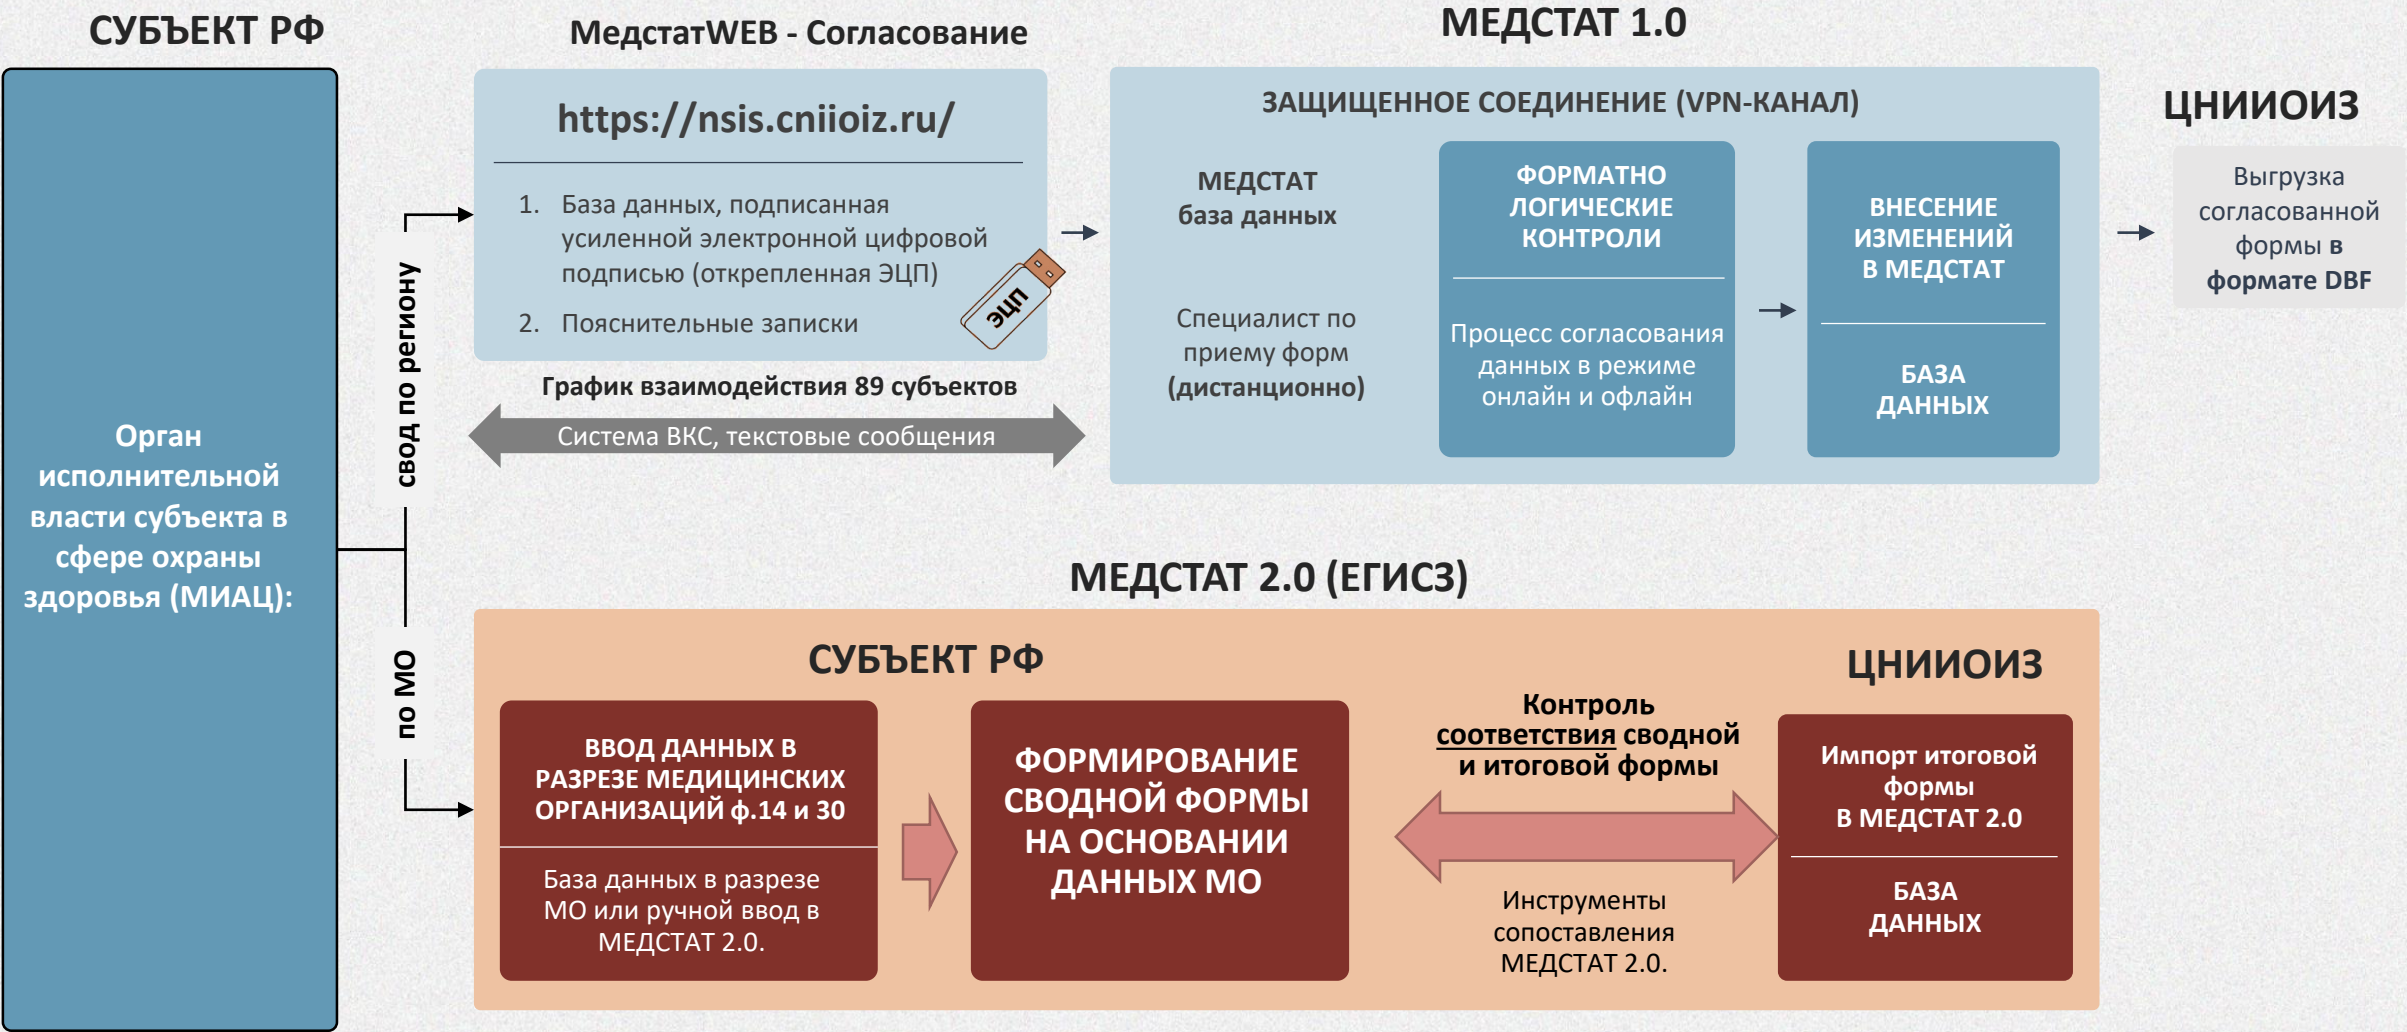 СУБЪЕКТ РФ
Орган
исполнительной
власти субъекта в
сфере охраны
здоровья (МИАЦ):
свод по региону
по МО
МедстатWEB - Согласование
https://nsis.cniioiz.ru/
1. База данных, подписанная
усиленной электронной цифровой
подписью (открепленная ЭЦП)
2. Пояснительные записки
ЭЦП
График взаимодействия 89 субъектов
Система ВКС, текстовые сообщения
МЕДСТАТ 1.0
ЗАЩИЩЕННОЕ СОЕДИНЕНИЕ (VPN-КАНАЛ)
МЕДСТАТ
база данных
Специалист по
приему форм
(дистанционно)
ФОРМАТНО
ЛОГИЧЕСКИЕ
КОНТРОЛИ
Процесс согласования
данных в режиме
онлайн и офлайн
ВНЕСЕНИЕ
ИЗМЕНЕНИЙ
В МЕДСТАТ
БАЗА
ДАННЫХ
ЦНИИОИЗ
Выгрузка
согласованной
формы в
формате DBF
МЕДСТАТ 2.0 (ЕГИСЗ)
СУБЪЕКТ РФ
ВВОД ДАННЫХ В
РАЗРЕЗЕ МЕДИЦИНСКИХ
ОРГАНИЗАЦИЙ ф.14 и 30
База данных в разрезе
МО или ручной ввод в
МЕДСТАТ 2.0.
ФОРМИРОВАНИЕ
СВОДНОЙ ФОРМЫ
НА ОСНОВАНИИ
ДАННЫХ МО
Контроль
соответствия сводной
и итоговой формы
Инструменты
сопоставления
МЕДСТАТ 2.0.
ЦНИИОИЗ
Импорт итоговой
формы
В МЕДСТАТ 2.0
БАЗА
ДАННЫХ